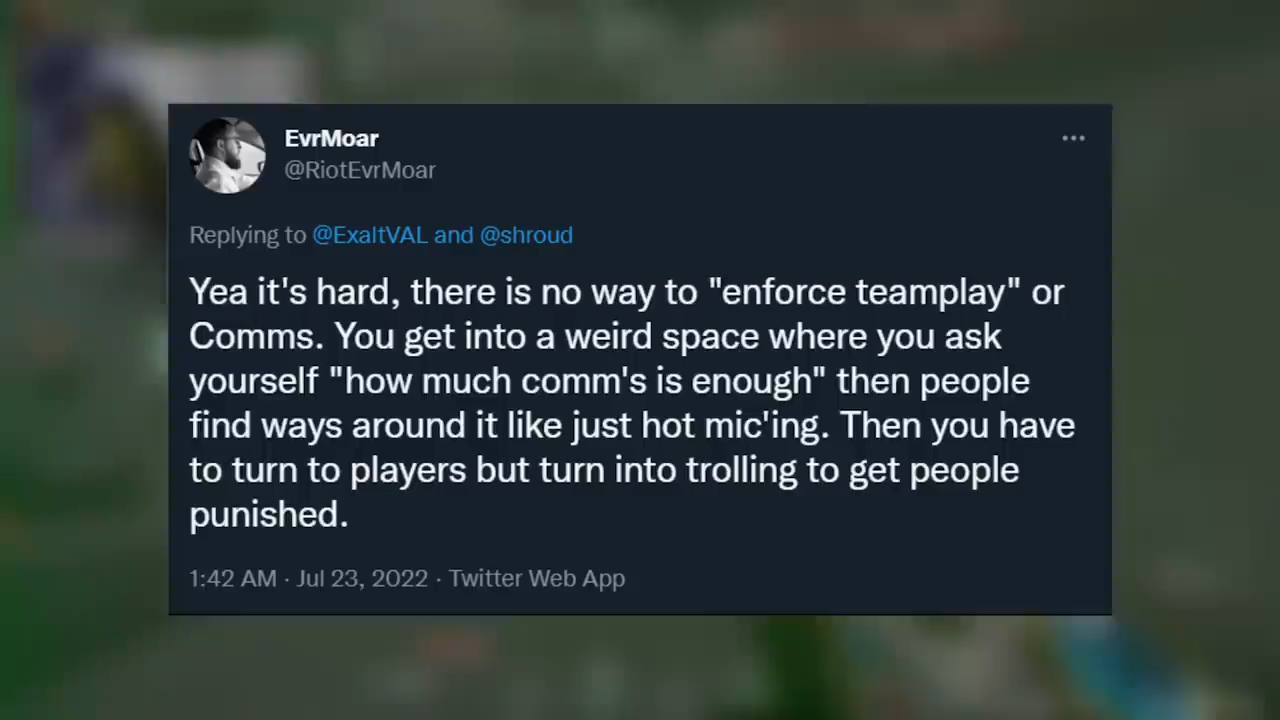 EvrMoar
@RiotEvrMoar
Replying to @ExaltVAL and @shroud
Yea it's hard, there is no way to "enforce teamplay" or
Comms. You get into a weird space where you ask
yourself "how much comm's is enough" then people
find ways around it like just hot mic'ing. Then you have
to turn to players but turn into trolling to get people
punished.
1:42 AM · Jul 23, 2022 · Twitter Web App